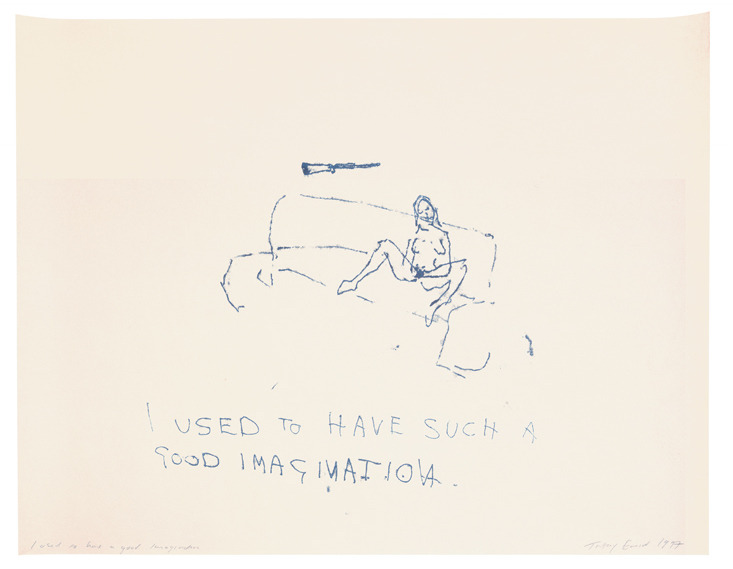 I USED TO HAVE SUCH A
GOOD IMAGINATION.
I used to have a good imagination
Tracey Emin 1997